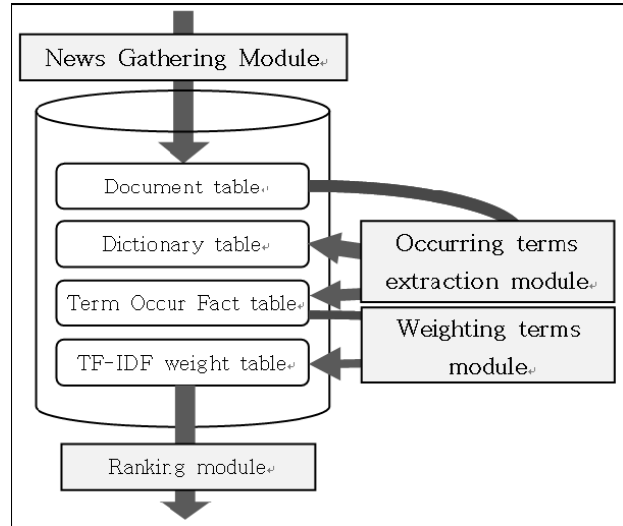 News Gathering Module
Document table
Dictionary table
Term Occur Fact table
TF-IDF weight table
Occurring terms
extraction module
Weighting terms
module
Ranking module